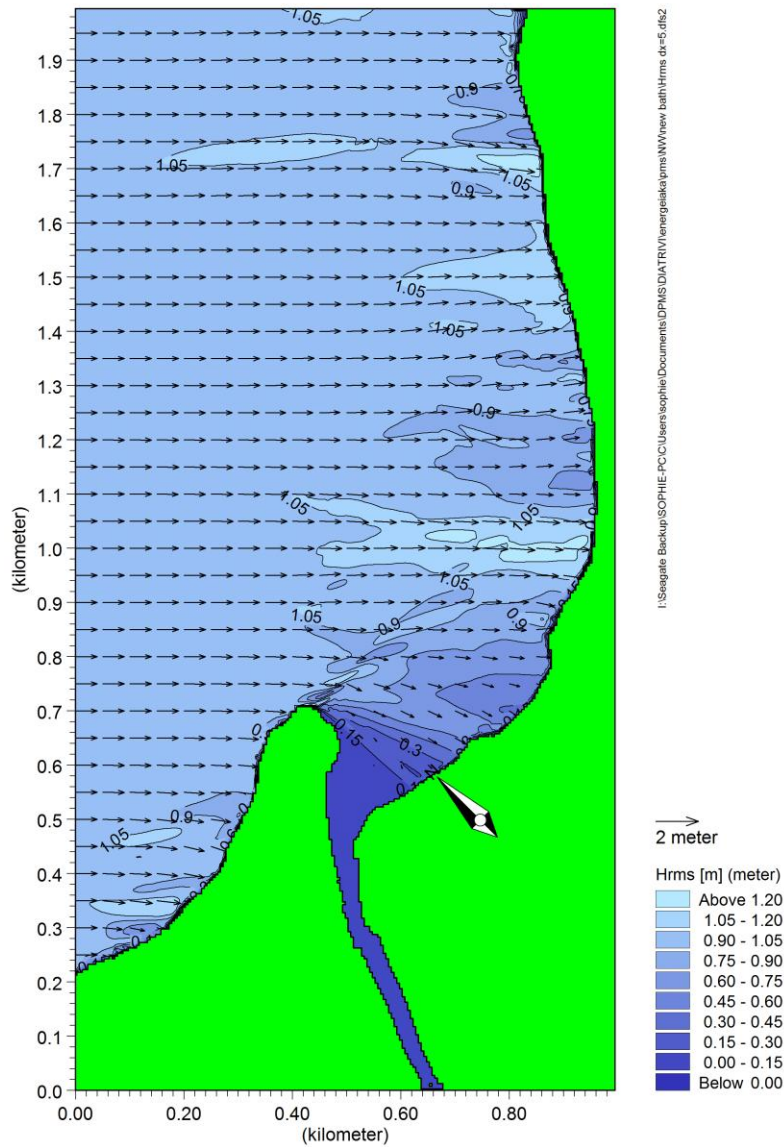 (kilometer)
1.9
1.8
1.7
1.6
1.5
1.4
1.3
1.2
1.1
1.0
0.9
0.8
0.7
0.6
0.5
0.4
0.3
0.2
0.1
0.0
0.00
0.20
0.40
0.60
0.80
(kilometer)
1.05
0.9
1.05
1.05
0.9
1.05
1.05
0.9
1.05
1.05
1.05
0.9
1.05
0.9
0.15
0.3
0.9
1.05
N
I:\Seagate Backup\SOPHIE-PC\C\Users\sophie\Documents\DPMS\DIATRIVI\energeiaka\pms\NW\new bath\Hrms dx=5.dfs2
2 meter
Hrms [m] (meter)
Above 1.20
1.05 - 1.20
0.90 - 1.05
0.75 - 0.90
0.60 - 0.75
0.45 - 0.60
0.30 - 0.45
0.15 - 0.30
0.00 - 0.15
Below 0.00